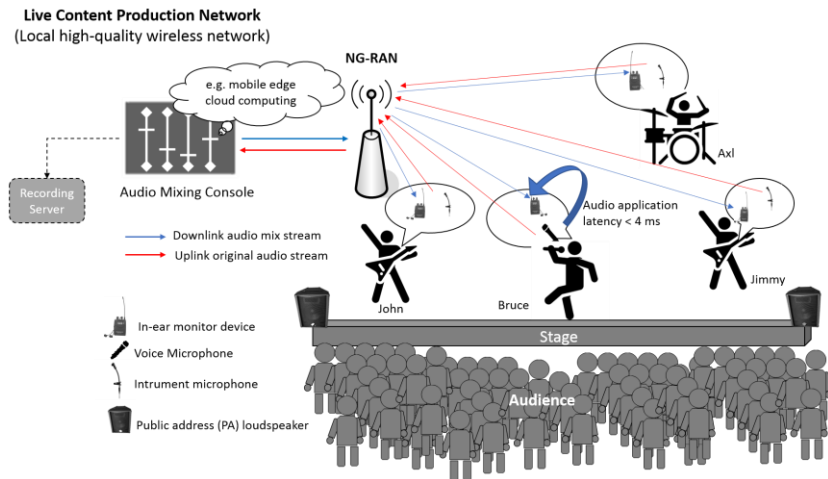 Live Content Production Network
(Local high-quality wireless network)
NG-RAN
e.g. mobile edge
cloud computing
Axl
Recording
Server
Audio Mixing Console
Audio application
latency < 4 ms
Downlink audio mix stream
Uplink original audio stream
John
Bruce
Jimmy
In-ear monitor device
Voice Microphone
Intrument microphone
Public address (PA) loudspeaker
Stage
Audience